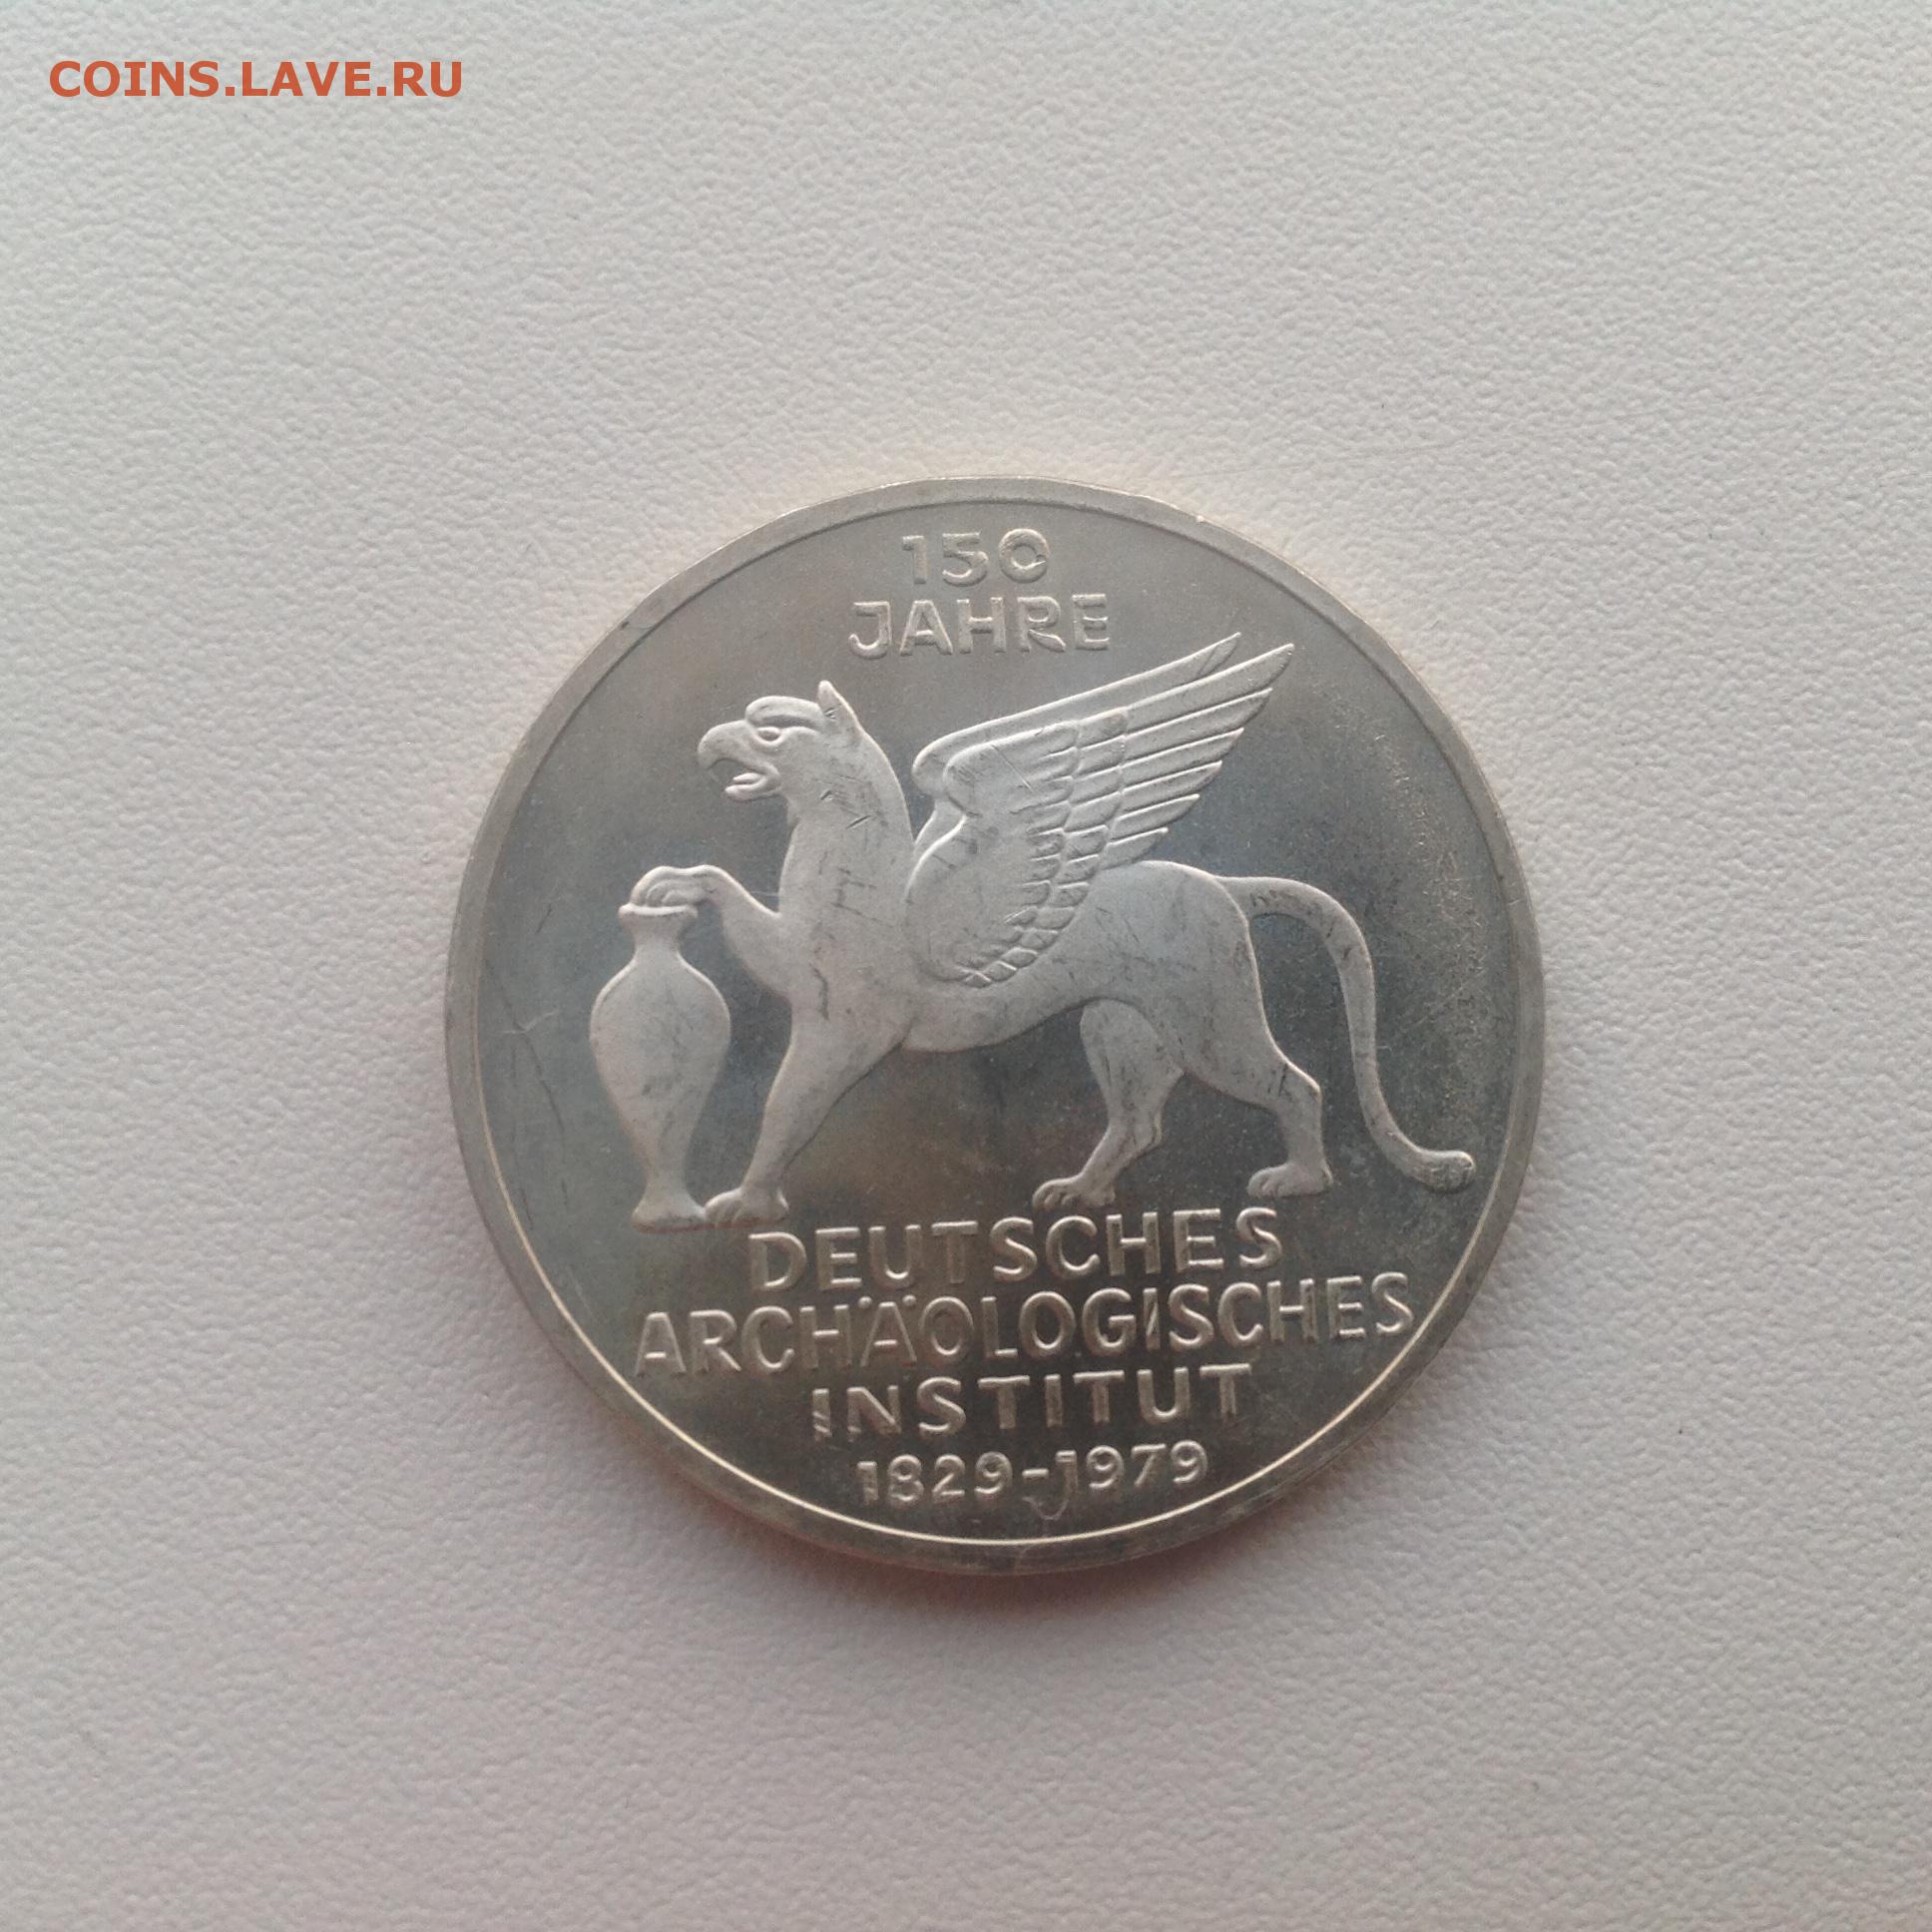 COINS.LAVE.RU
150
JAHRE
DEUTSCHES
ARCHÄOLOGISCHES
INSTITUT
1829-1979